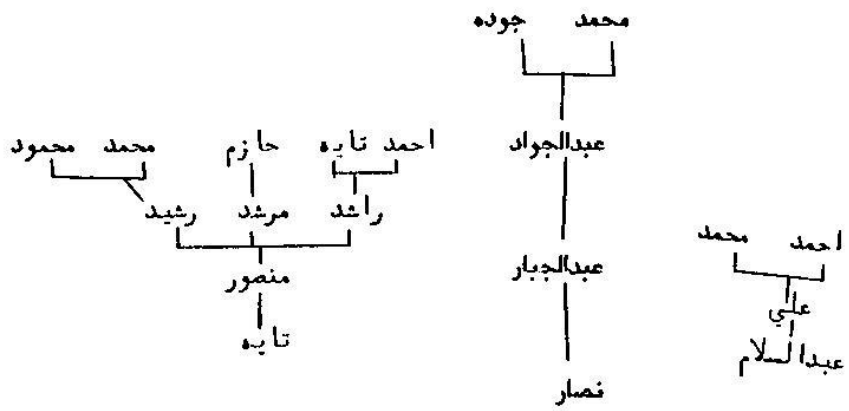 محمد جوده
احمد تايه حازم محمد محمود
عبدالجواد
راشد مرشد رشيد
احمد محمد
عبدالجبار
منصور
علي
تايه
عبدالسلام
نصار